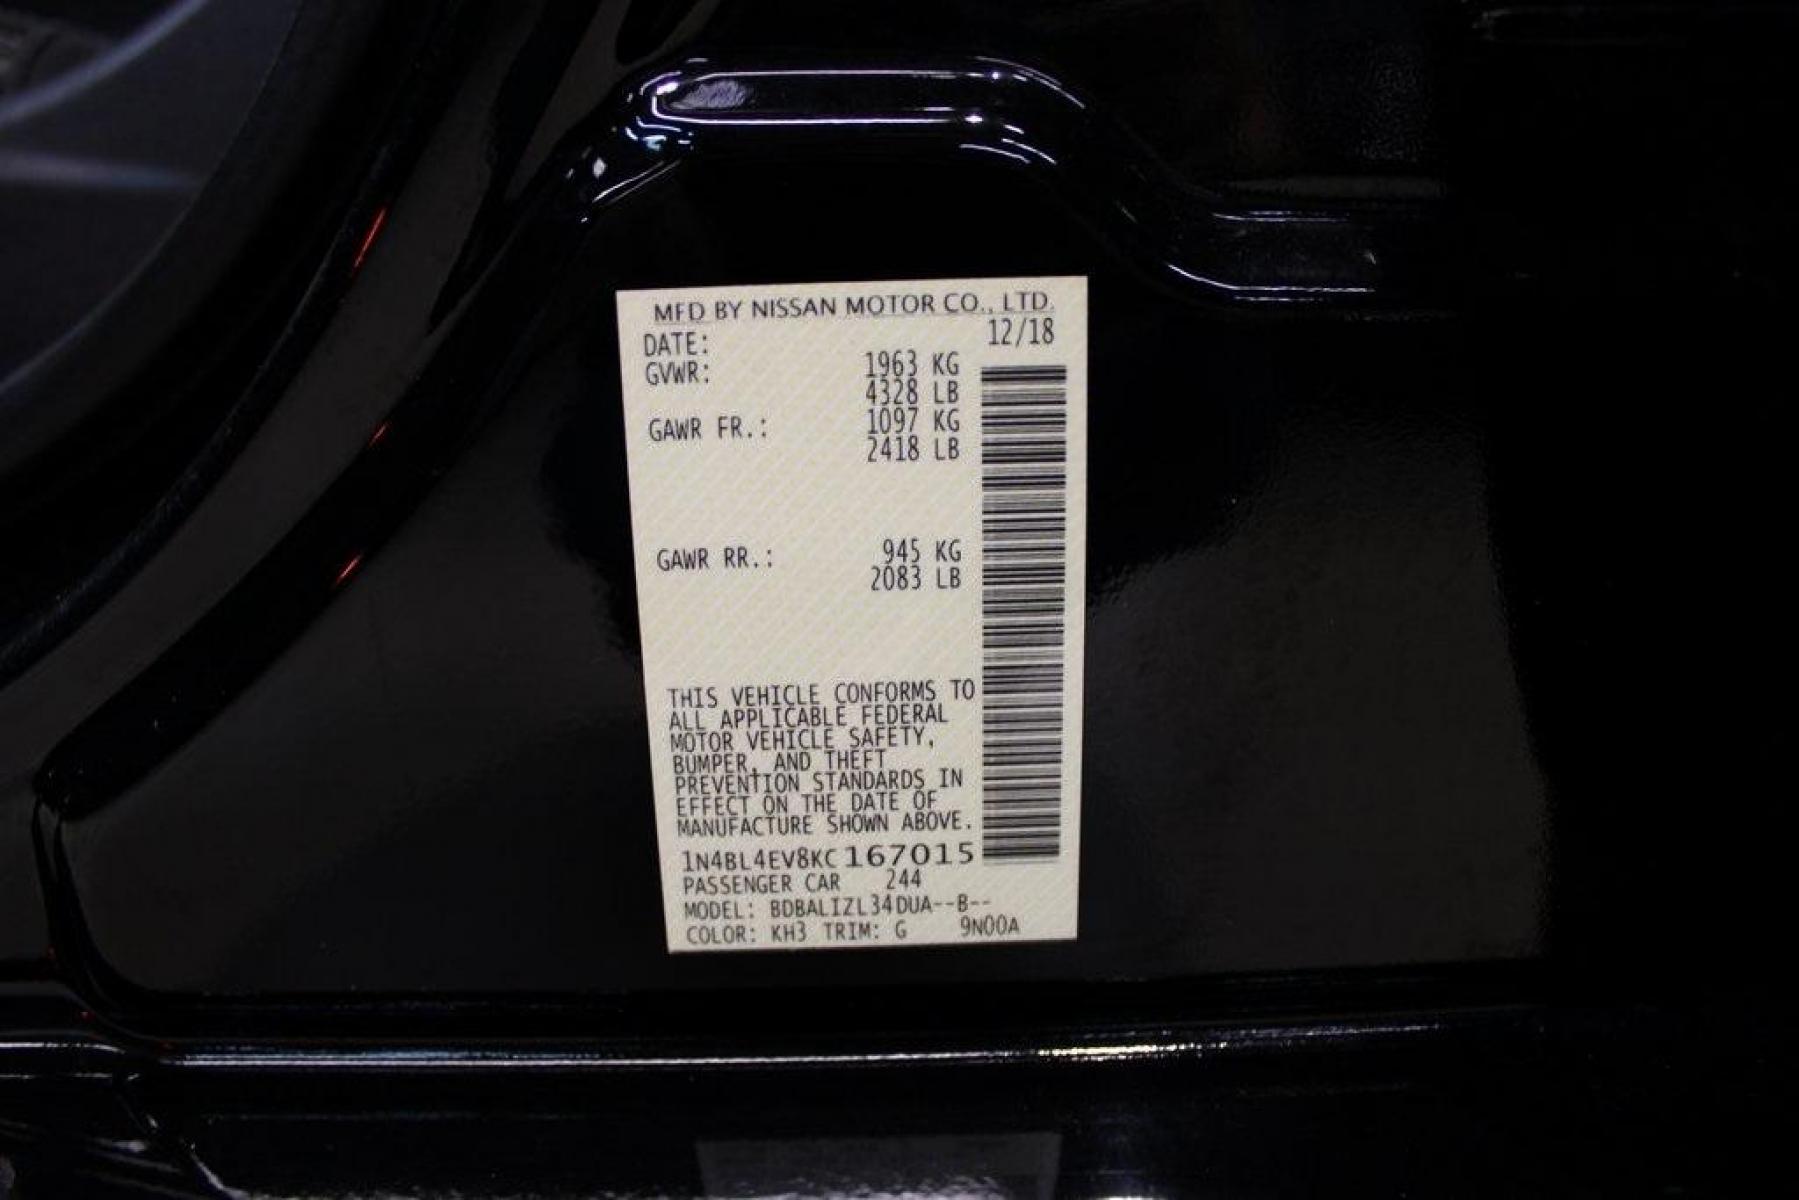 MFD BY NISSAN MOTOR CO., LTD.
DATE: 12/18
GVWR: 1963 KG
4328 LB
GAWR FR.: 1097 KG
2418 LB
GAWR RR.: 945 KG
2083 LB
THIS VEHICLE CONFORMS TO
ALL APPLICABLE FEDERAL
MOTOR VEHICLE SAFETY,
BUMPER, AND THEFT
PREVENTION STANDARDS IN
EFFECT ON THE DATE OF
MANUFACTURE SHOWN ABOVE.
1N4BL4EV8KC167015
PASSENGER CAR 244
MODEL: BDBALIZL34DUA--B--
COLOR: KH3 TRIM: G 9N00A